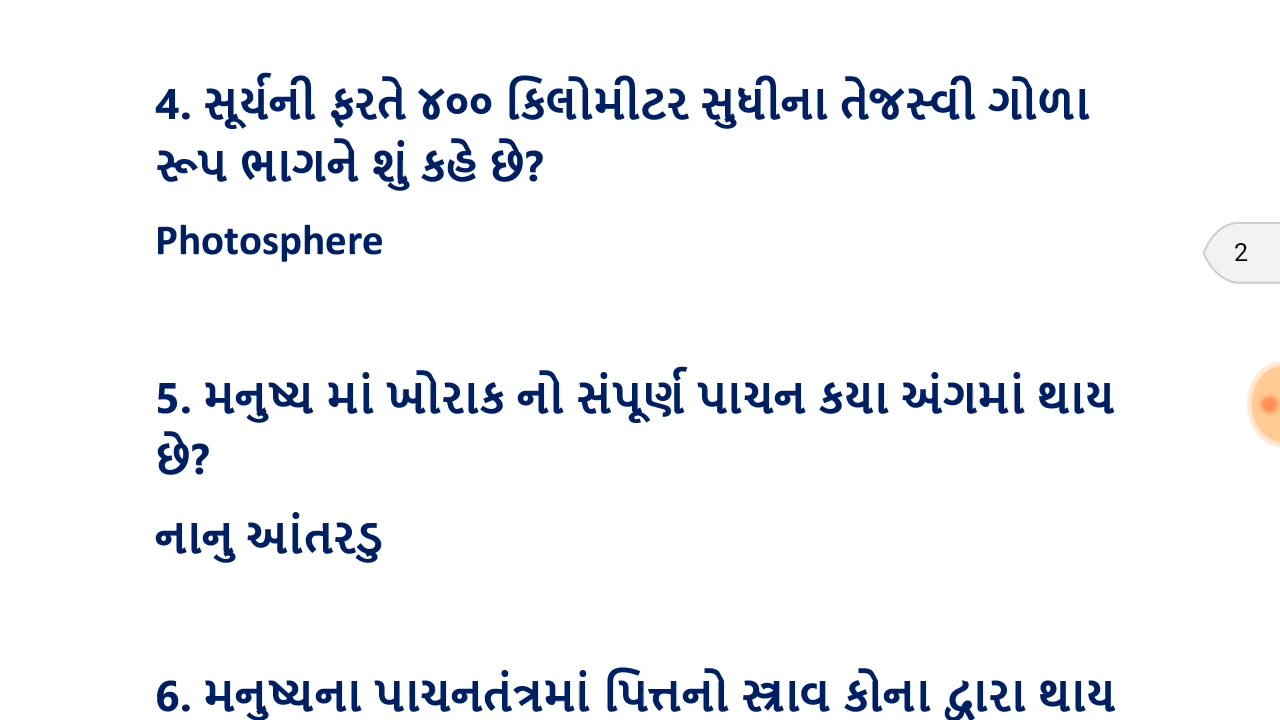 4. સૂર્યની ફરતે ૪૦૦ કિલોમીટર સુધીના તેજસ્વી ગોળા
રૂપ ભાગને શું કહે છે?
Photosphere
2
5. મનુષ્ય માં ખોરાક નો સંપૂર્ણ પાચન કયા અંગમાં થાય
છે?
નાનુ આંતરડુ
6. મનુષ્યના પાચનતંત્રમાં પિત્તનો સ્ત્રાવ કોના દ્વારા થાય